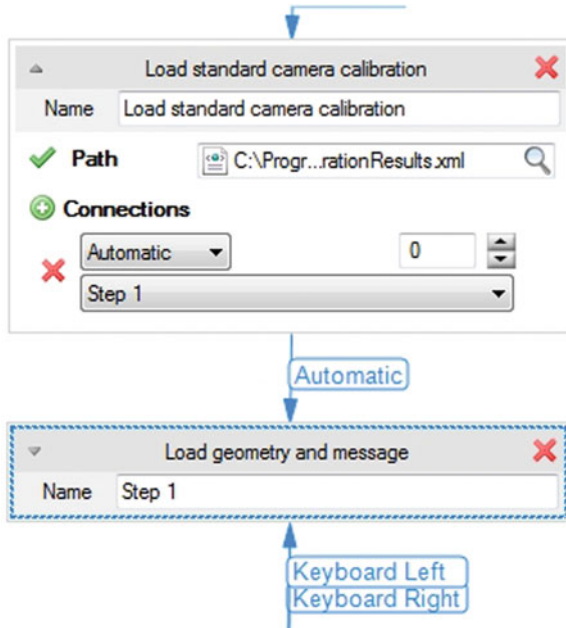 Load standard camera calibration
Name Load standard camera calibration
Path C:\Progr...rationResults.xml
Connections
Automatic 0
Step 1
Automatic
Load geometry and message
Name Step 1
Keyboard Left
Keyboard Right